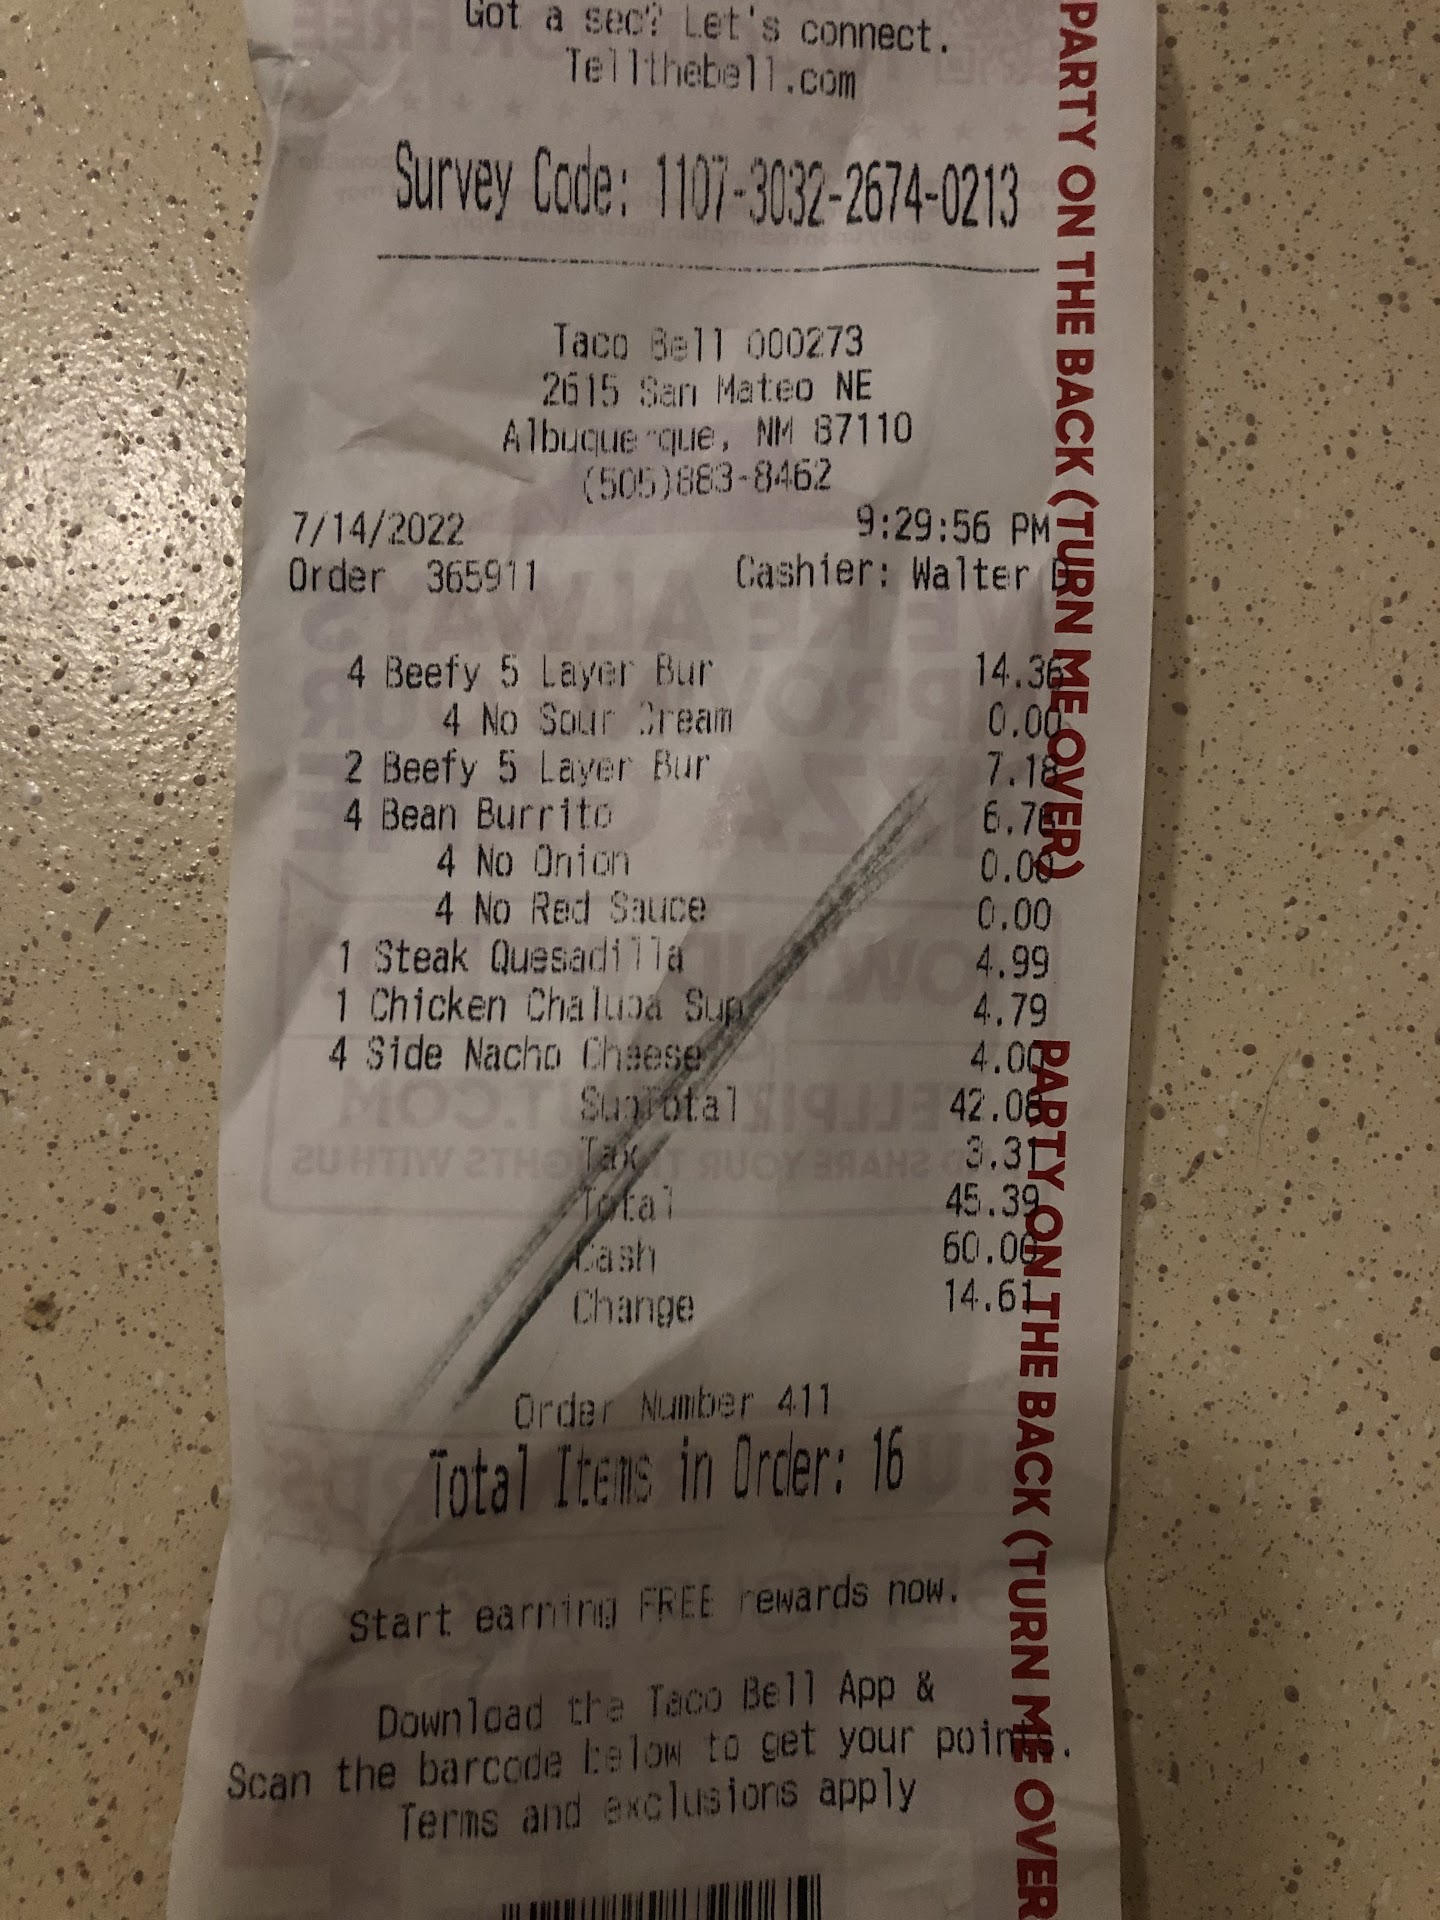 Got a sec? Let's connect.
Tellthebell.com
Survey Code: 1107-3032-2674-0213
Taco Bell 000273
2615 San Mateo NE
Albuquerque, NM 87110
(505)883-8462
7/14/2022 9:29:56 PM
Order 365911 Cashier: Walter D
4 Beefy 5 Layer Bur 14.36
4 No Sour Cream 0.00
2 Beefy 5 Layer Bur 7.18
4 Bean Burrito 6.76
4 No Onion 0.00
4 No Red Sauce 0.00
1 Steak Quesadilla 4.99
1 Chicken Chalupa Sup 4.79
4 Side Nacho Cheese 4.00
SubTotal 42.08
Tax 3.31
Total 45.39
Cash 60.00
Change 14.61
Order Number 411
Total Items in Order: 16
Start earning FREE rewards now.
Download the Taco Bell App &
Scan the barcode below to get your points.
Terms and exclusions apply
PARTY ON THE BACK (TURN ME OVER)
PARTY ON THE BACK (TURN ME OVER